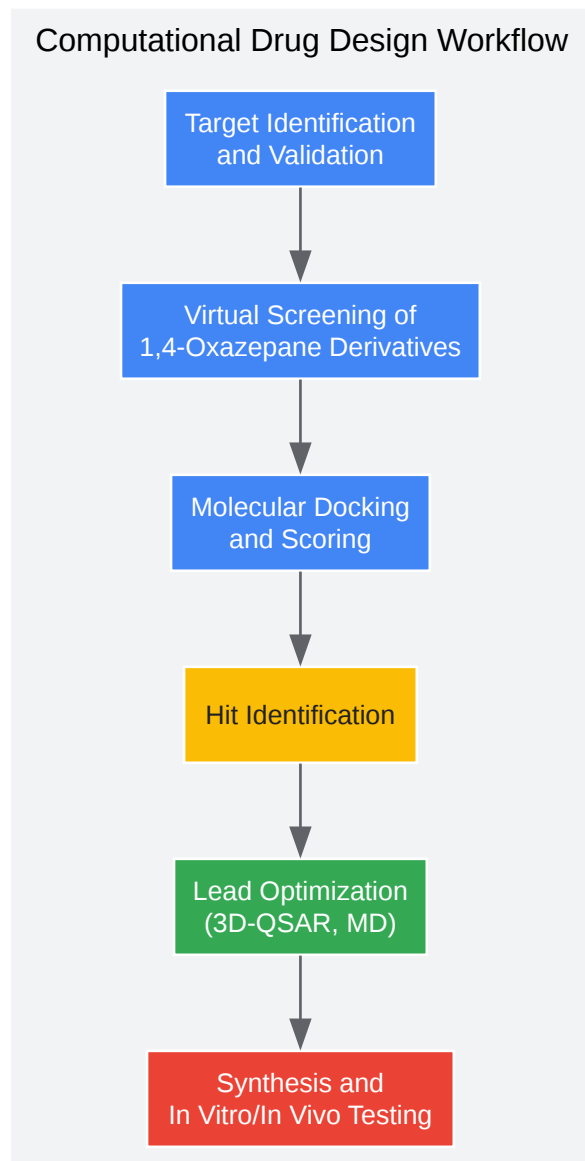 Computational Drug Design Workflow
Target Identification
and Validation
Virtual Screening of
1,4-Oxazepane Derivatives
Molecular Docking
and Scoring
Hit Identification
Lead Optimization
(3D-QSAR, MD)
Synthesis and
In Vitro/In Vivo Testing